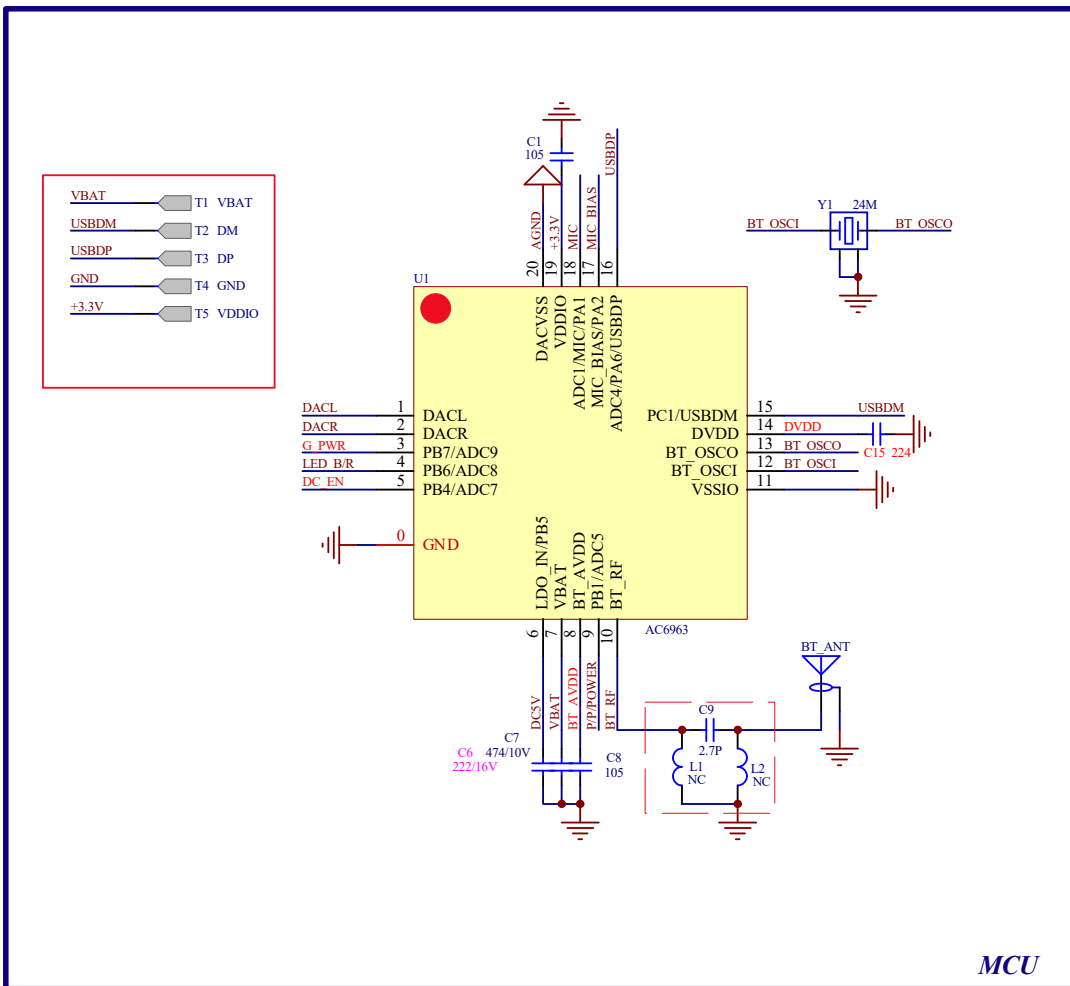 C1
105
USBDP
AGND
+3.3V
MIC
MIC_BIAS
20
19
18
17
16
VBAT
T1 VBAT
USBDM
T2 DM
USBDP
T3 DP
GND
T4 GND
+3.3V
T5 VDDIO
Y1 24M
BT_OSCI
BT_OSCO
U1
DACVSS
VDDIO
ADC1/MIC/PA1
MIC_BIAS/PA2
ADC4/PA6/USBDP
DACL 1 DACL
DACR 2 DACR
G_PWR 3 PB7/ADC9
LED_B/R 4 PB6/ADC8
DC_EN 5 PB4/ADC7
0 GND
PC1/USBDM 15 USBDM
DVDD 14 DVDD
C15 224
BT_OSCO 13 BT_OSCO
BT_OSCI 12 BT_OSCI
VSSIO 11
LDO_IN/PB5
VBAT
BT_AVDD
PB1/ADC5
BT_RF
6
7
8
9
10
AC6963
DC5V
VBAT
BT_AVDD
P/P/POWER
BT_RF
C7
474/10V
C6
222/16V
C8
105
BT_ANT
C9
2.7P
L1
NC
L2
NC
MCU